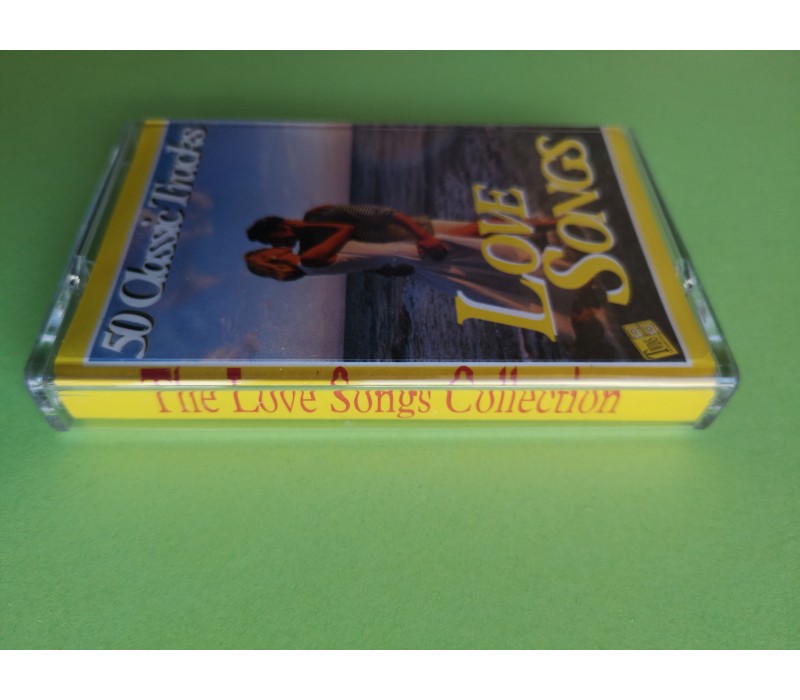 50 Classic Tracks
LOVE
SONGS
The Love Songs Collection